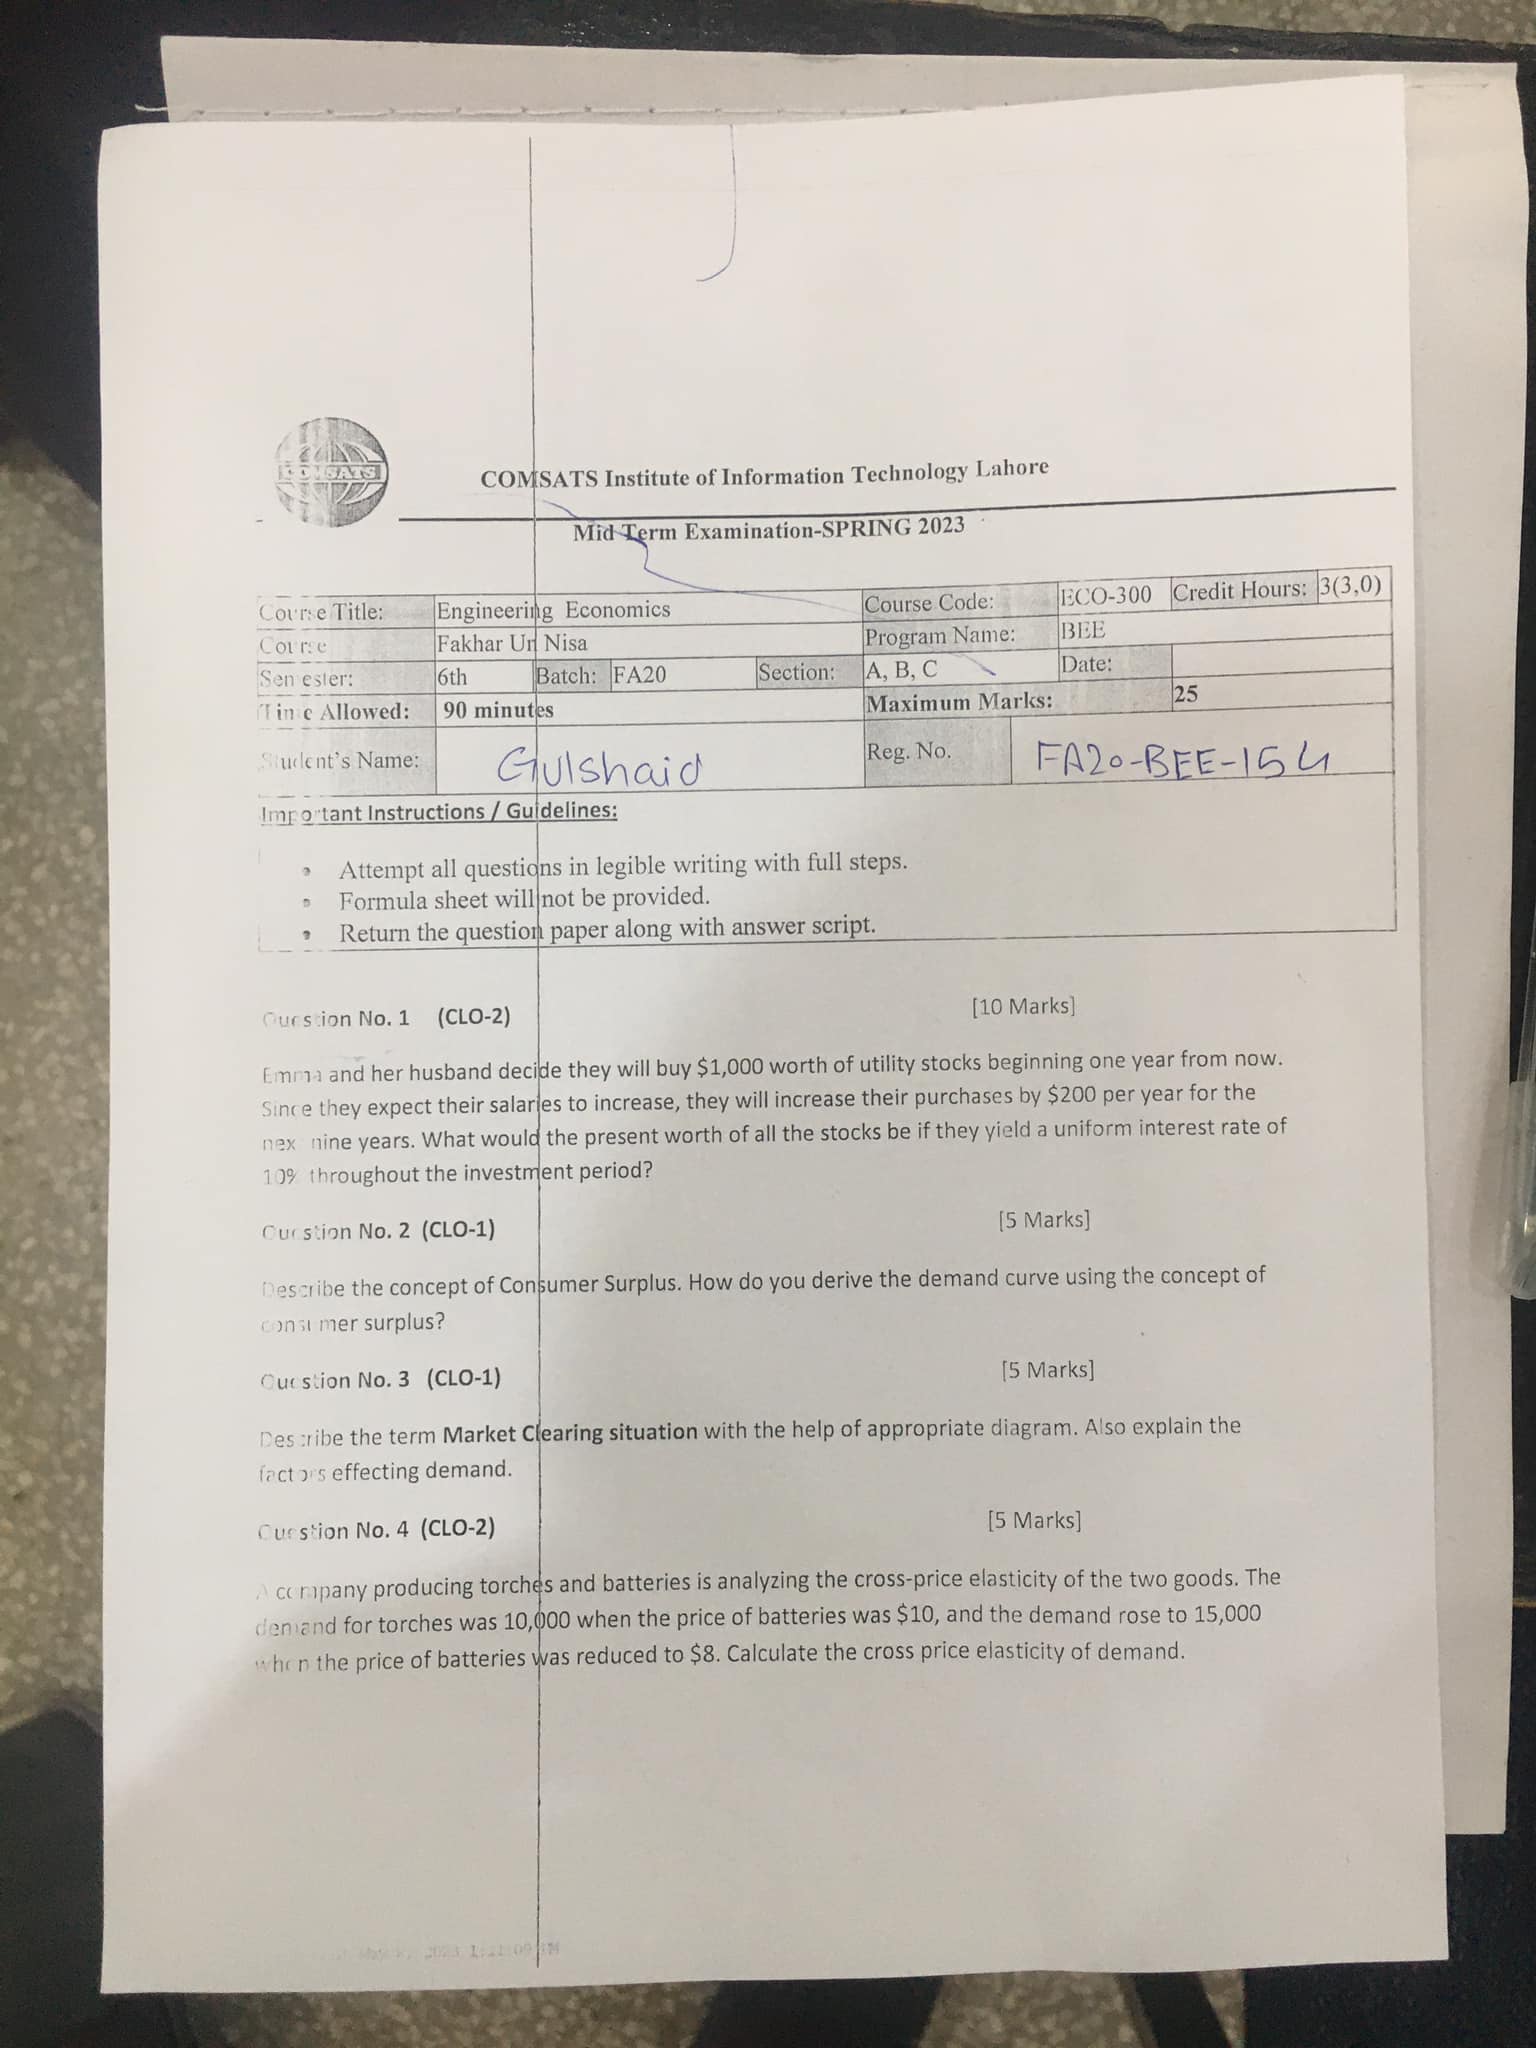 COMSATS
COMSATS Institute of Information Technology Lahore
Mid Term Examination-SPRING 2023
Course Title: Engineering Economics Course Code: ECO-300 Credit Hours: 3(3,0)
Course Fakhar Un Nisa Program Name: BEE
Semester: 6th Batch: FA20 Section: A, B, C Date:
Time Allowed: 90 minutes Maximum Marks: 25
Student's Name: Gulshaid Reg. No. FA20-BEE-154
Important Instructions / Guidelines:
• Attempt all questions in legible writing with full steps.
• Formula sheet will not be provided.
• Return the question paper along with answer script.
Question No. 1 (CLO-2) [10 Marks]
Emma and her husband decide they will buy $1,000 worth of utility stocks beginning one year from now.
Since they expect their salaries to increase, they will increase their purchases by $200 per year for the
next nine years. What would the present worth of all the stocks be if they yield a uniform interest rate of
10% throughout the investment period?
Question No. 2 (CLO-1) [5 Marks]
Describe the concept of Consumer Surplus. How do you derive the demand curve using the concept of
consumer surplus?
Question No. 3 (CLO-1) [5 Marks]
Describe the term Market Clearing situation with the help of appropriate diagram. Also explain the
factors effecting demand.
Question No. 4 (CLO-2) [5 Marks]
A company producing torches and batteries is analyzing the cross-price elasticity of the two goods. The
demand for torches was 10,000 when the price of batteries was $10, and the demand rose to 15,000
when the price of batteries was reduced to $8. Calculate the cross price elasticity of demand.